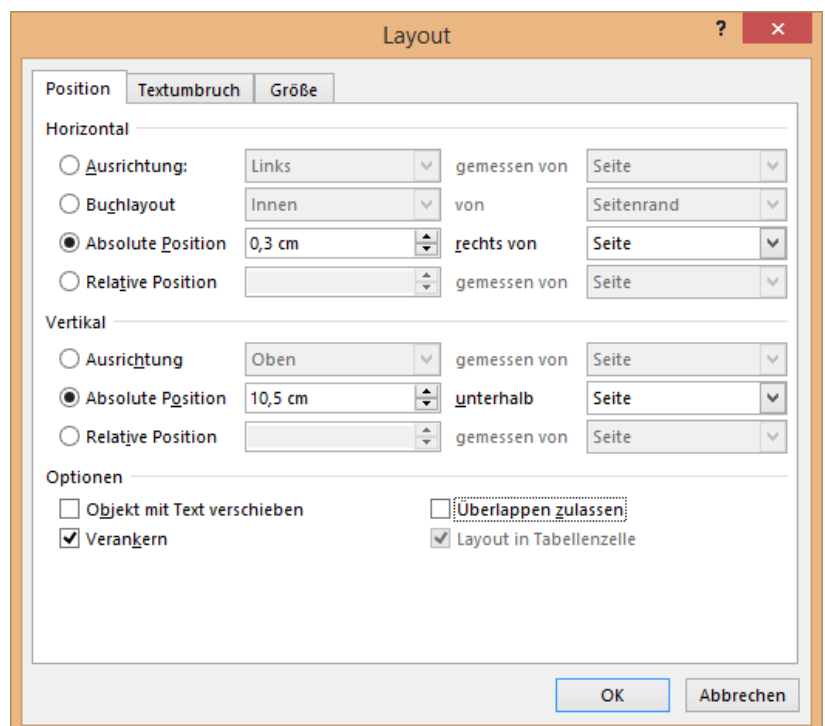 Layout ?
Position Textumbruch Größe
Horizontal
Ausrichtung: Links gemessen von Seite
Buchlayout Innen von Seitenrand
Absolute Position 0,3 cm rechts von Seite
Relative Position gemessen von Seite
Vertikal
Ausrichtung Oben gemessen von Seite
Absolute Position 10,5 cm unterhalb Seite
Relative Position gemessen von Seite
Optionen
Objekt mit Text verschieben Überlappen zulassen
Verankern Layout in Tabellenzelle
OK Abbrechen